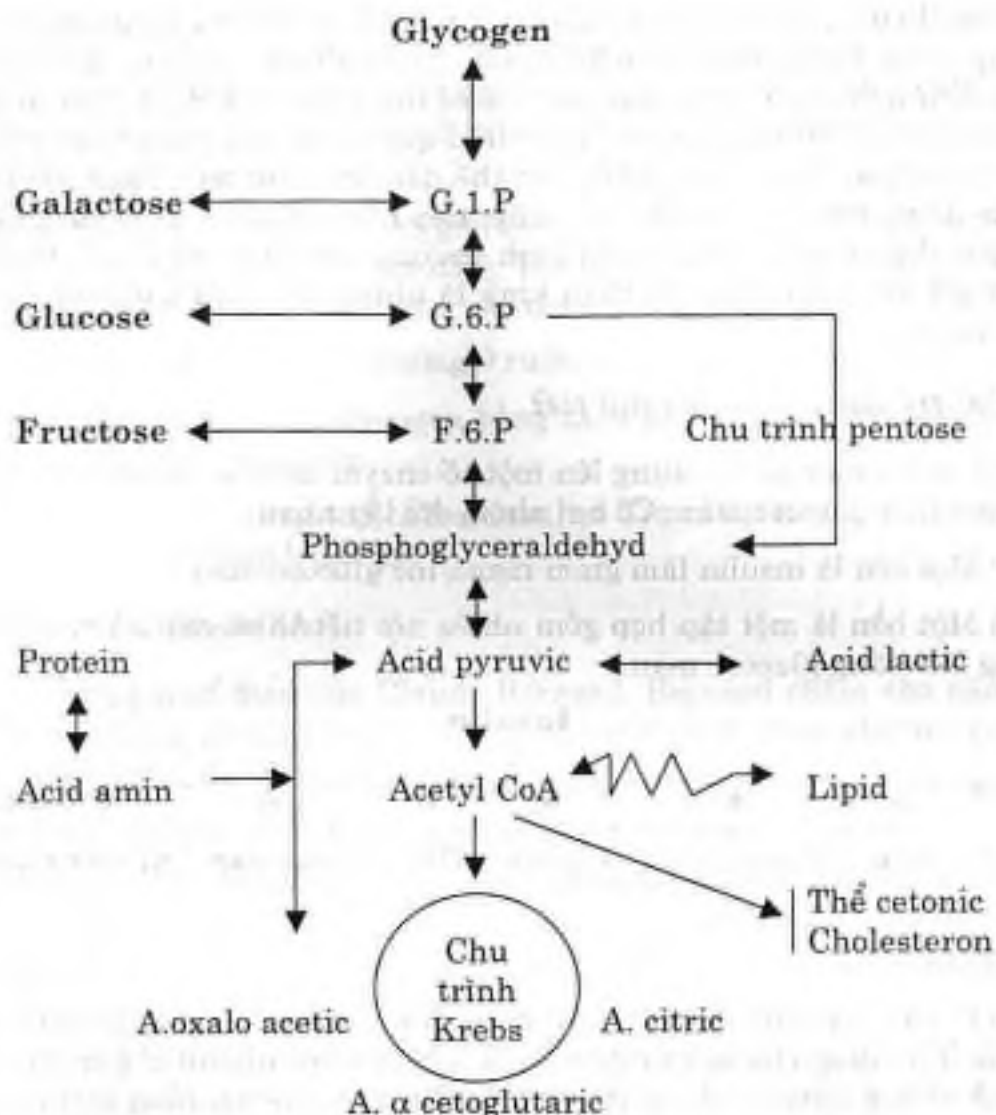 Glycogen
Galactose G.1.P
Glucose G.6.P
Fructose F.6.P Chu trình pentose
Phosphoglyceraldehyd
Protein Acid pyruvic Acid lactic
Acid amin Acetyl CoA Lipid
Thể cetonic
Cholesteron
Chu
trình
Krebs
A.oxalo acetic A. citric
A. α cetoglutaric